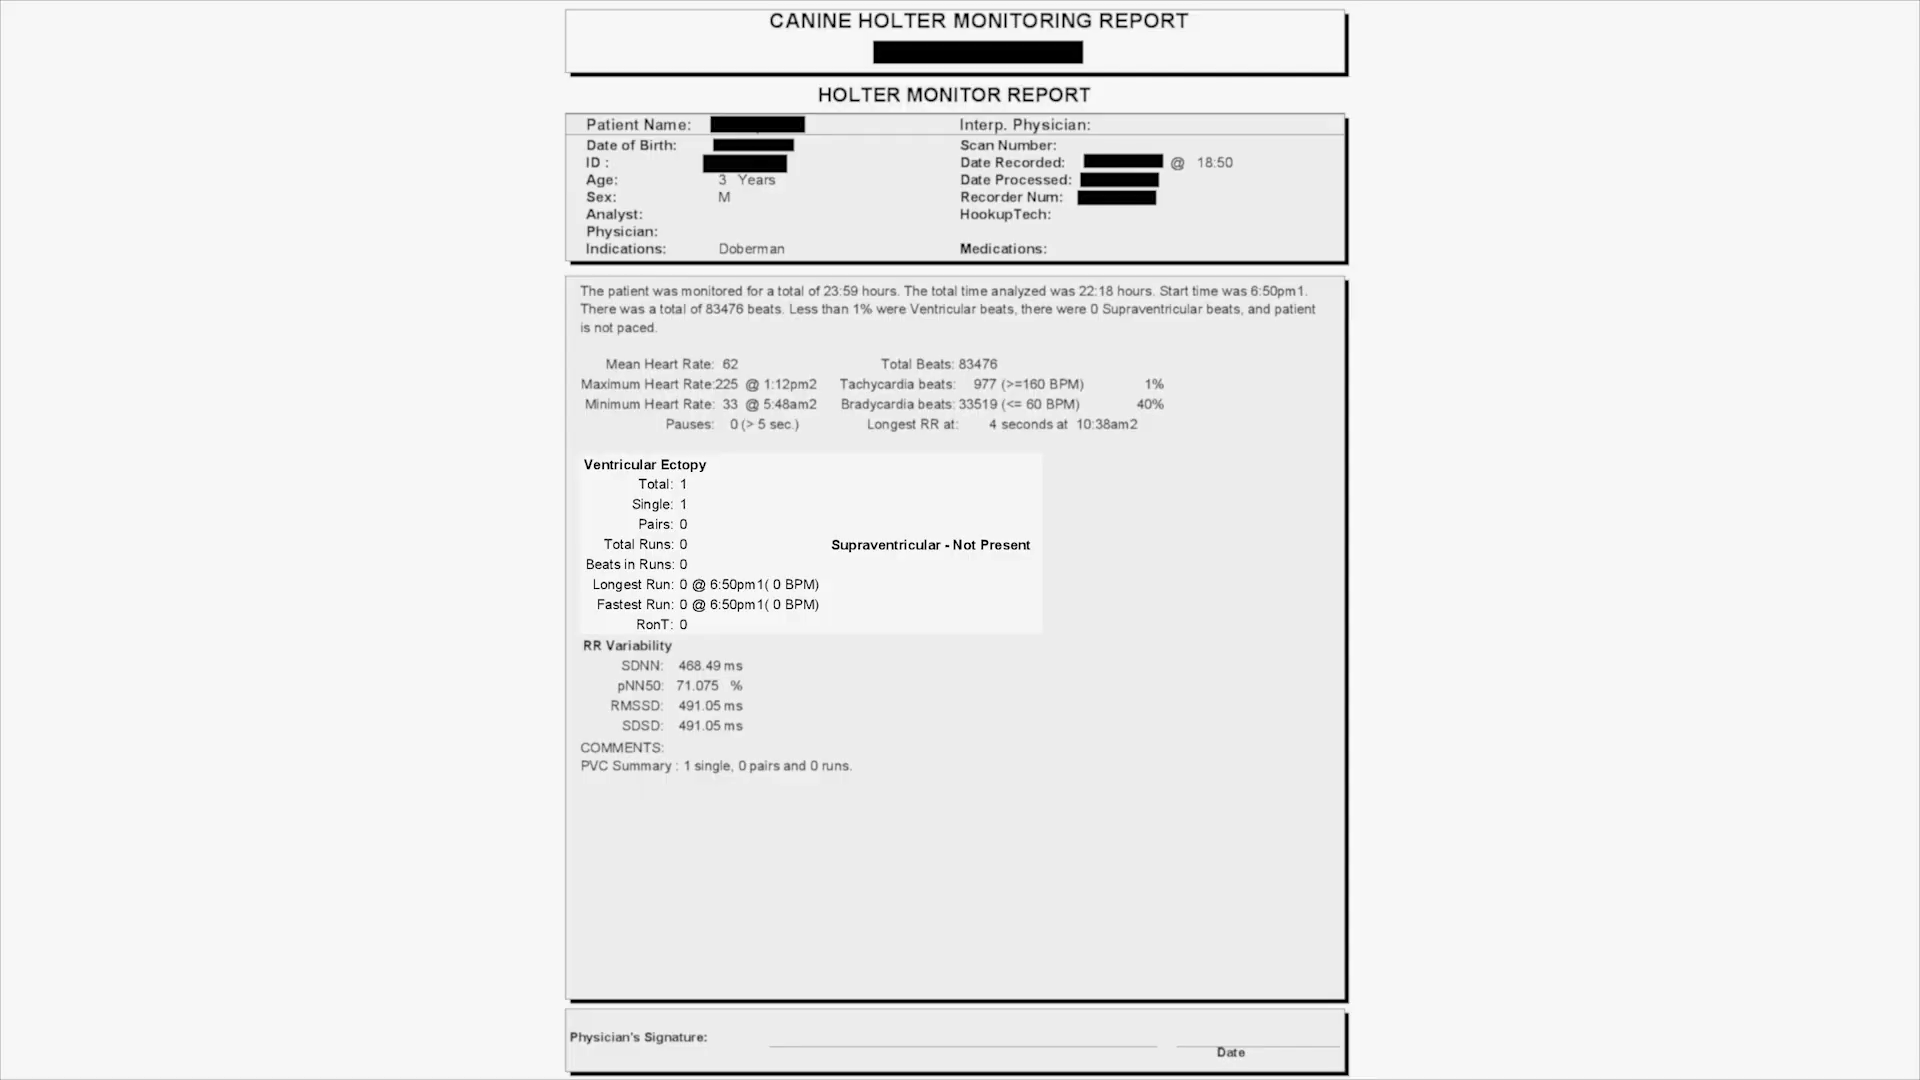 CANINE HOLTER MONITORING REPORT
HOLTER MONITOR REPORT
Patient Name: Interp. Physician:
Date of Birth: Scan Number:
ID : Date Recorded: @ 18:50
Age: 3 Years Date Processed:
Sex: M Recorder Num:
Analyst: HookupTech:
Physician:
Indications: Doberman Medications:
The patient was monitored for a total of 23:59 hours. The total time analyzed was 22:18 hours. Start time was 6:50pm1.
There was a total of 83476 beats. Less than 1% were Ventricular beats, there were 0 Supraventricular beats, and patient
is not paced.
Mean Heart Rate: 62 Total Beats: 83476
Maximum Heart Rate:225 @ 1:12pm2 Tachycardia beats: 977 (>=160 BPM) 1%
Minimum Heart Rate: 33 @ 5:48am2 Bradycardia beats: 33519 (<= 60 BPM) 40%
Pauses: 0 (> 5 sec.) Longest RR at: 4 seconds at 10:38am2
Ventricular Ectopy
Total: 1
Single: 1
Pairs: 0
Total Runs: 0 Supraventricular - Not Present
Beats in Runs: 0
Longest Run: 0 @ 6:50pm1( 0 BPM)
Fastest Run: 0 @ 6:50pm1( 0 BPM)
RonT: 0
RR Variability
SDNN: 468.49 ms
pNN50: 71.075 %
RMSSD: 491.05 ms
SDSD: 491.05 ms
COMMENTS:
PVC Summary : 1 single, 0 pairs and 0 runs.
Physician's Signature:
Date